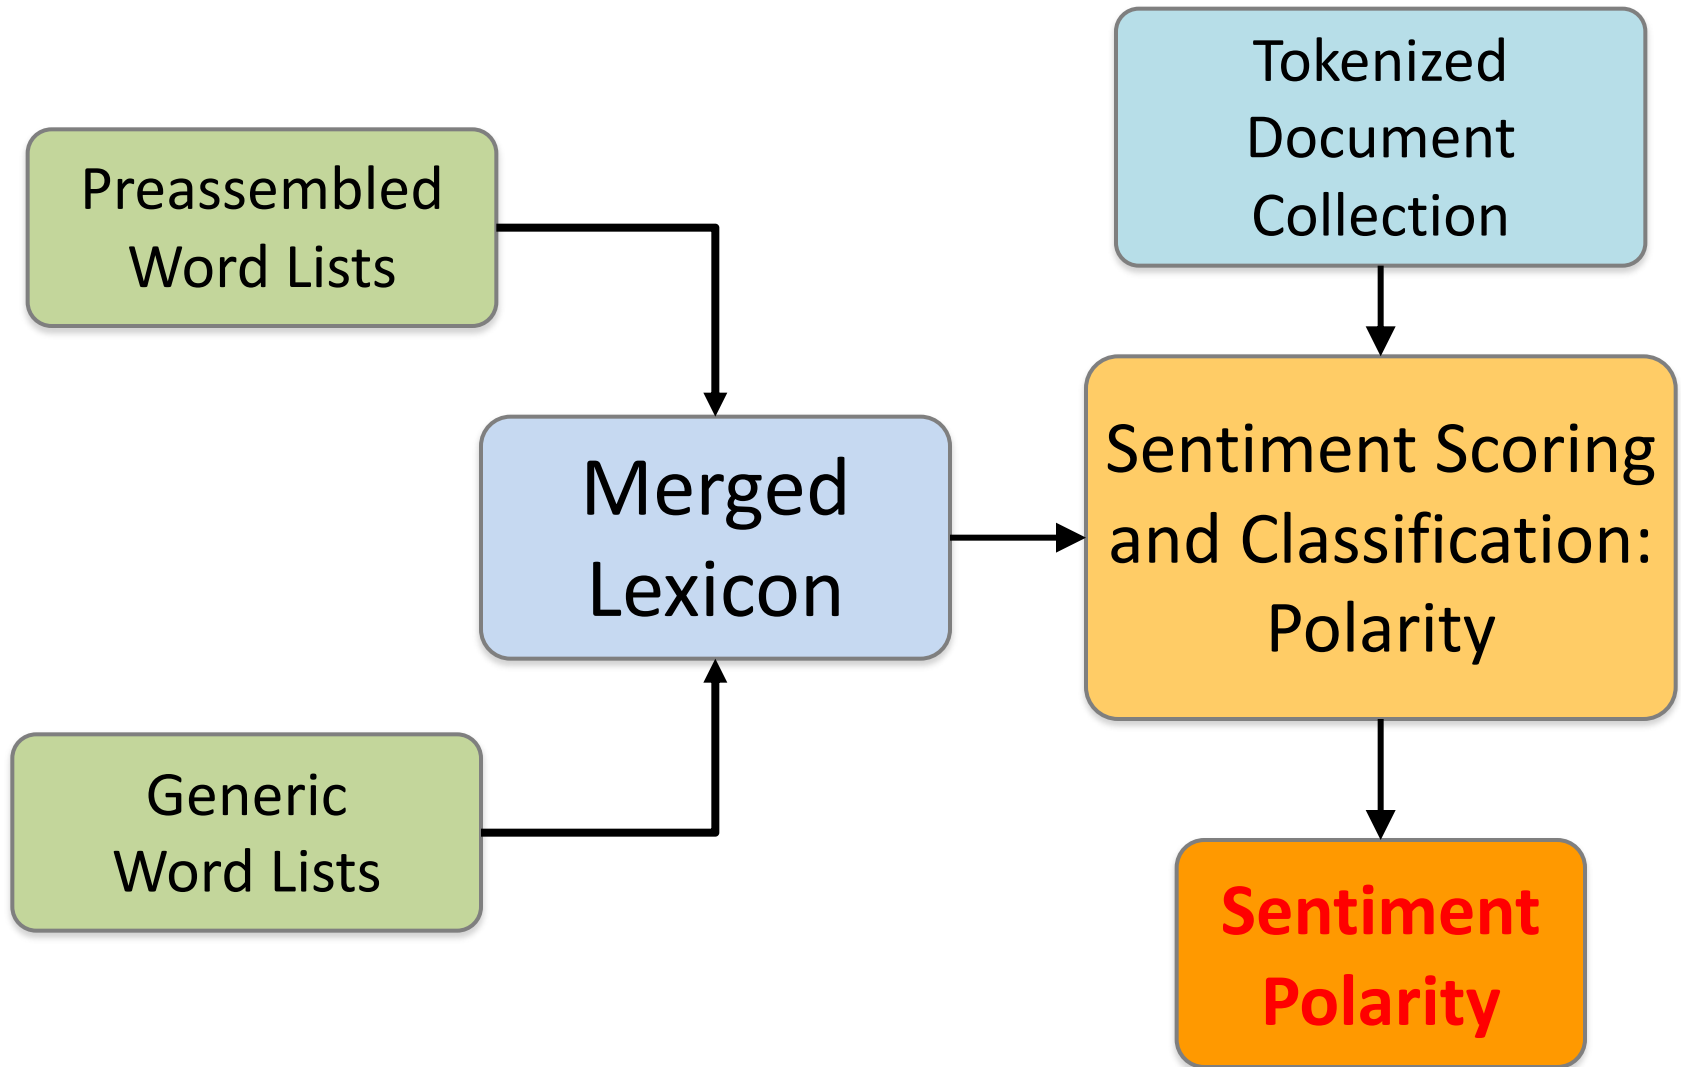 Preassembled
Word Lists
Tokenized
Document
Collection
Merged
Lexicon
Sentiment Scoring
and Classification:
Polarity
Generic
Word Lists
Sentiment
Polarity